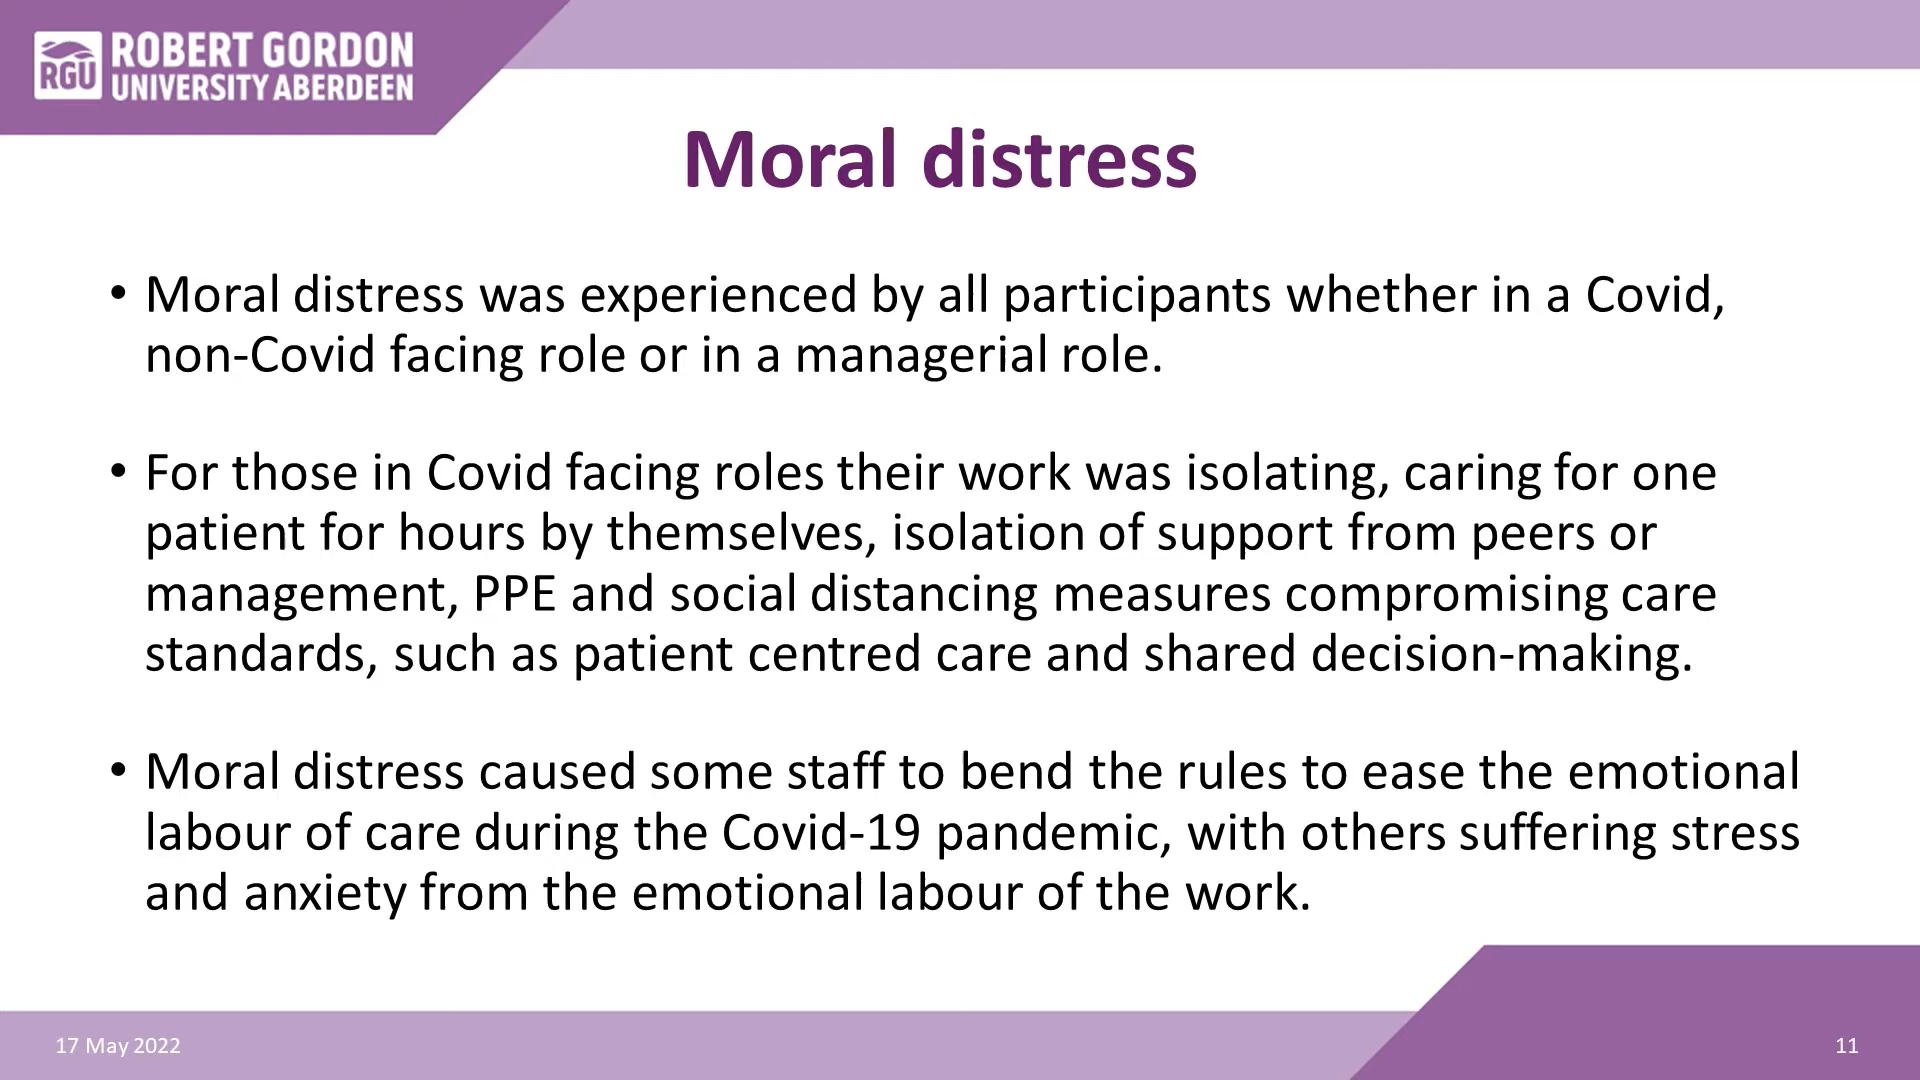 RGU
ROBERT GORDON
UNIVERSITY ABERDEEN
Moral distress
• Moral distress was experienced by all participants whether in a Covid,
non-Covid facing role or in a managerial role.
• For those in Covid facing roles their work was isolating, caring for one
patient for hours by themselves, isolation of support from peers or
management, PPE and social distancing measures compromising care
standards, such as patient centred care and shared decision-making.
• Moral distress caused some staff to bend the rules to ease the emotional
labour of care during the Covid-19 pandemic, with others suffering stress
and anxiety from the emotional labour of the work.
17 May 2022
11